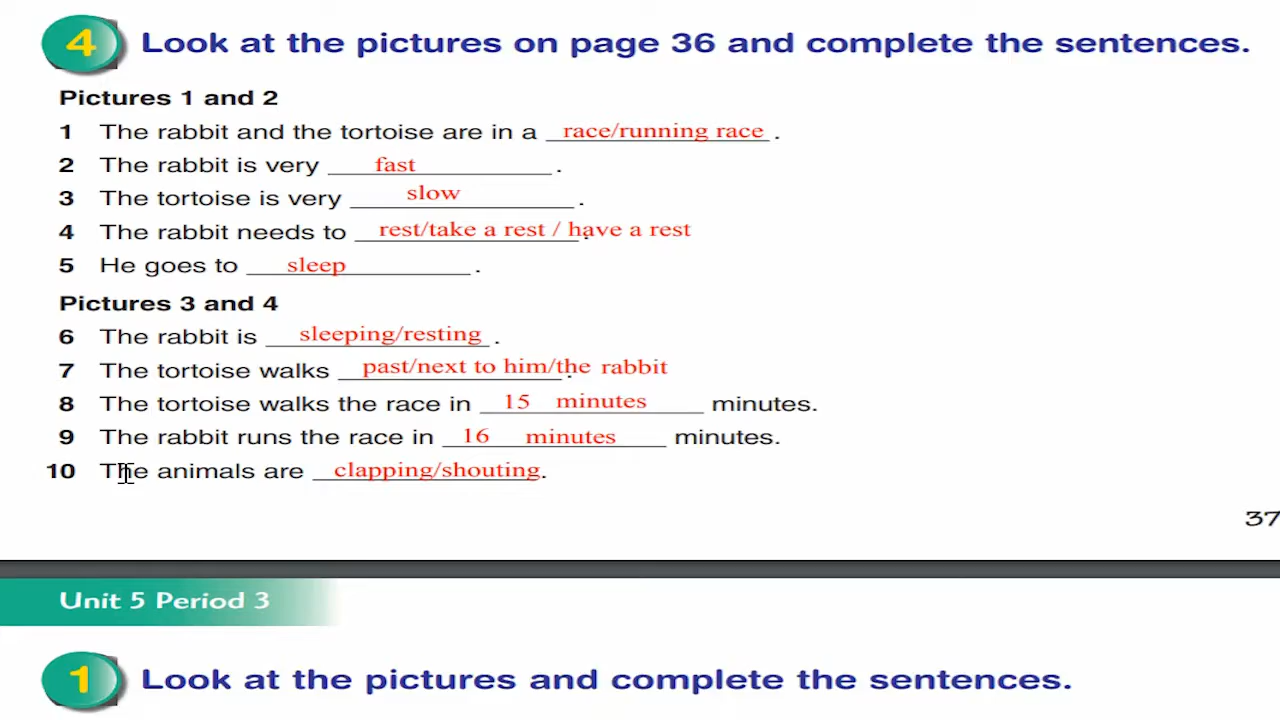 4 Look at the pictures on page 36 and complete the sentences.
Pictures 1 and 2
1 The rabbit and the tortoise are in a race/running race.
2 The rabbit is very fast.
3 The tortoise is very slow.
4 The rabbit needs to rest/take a rest / have a rest.
5 He goes to sleep.
Pictures 3 and 4
6 The rabbit is sleeping/resting.
7 The tortoise walks past/next to him/the rabbit.
8 The tortoise walks the race in 15 minutes minutes.
9 The rabbit runs the race in 16 minutes minutes.
10 The animals are clapping/shouting.
37
Unit 5 Period 3
1 Look at the pictures and complete the sentences.